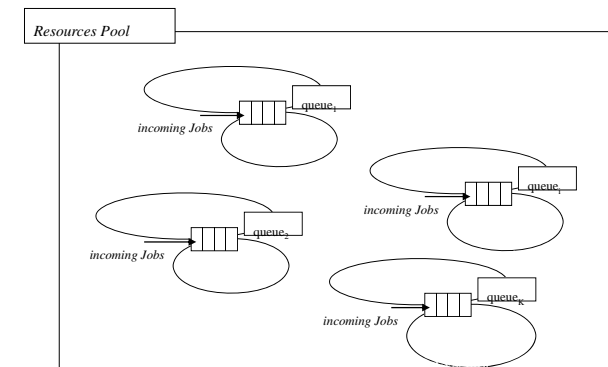 Resources Pool
queue1
incoming Jobs
queuei
incoming Jobs
queue2
incoming Jobs
queueK
incoming Jobs